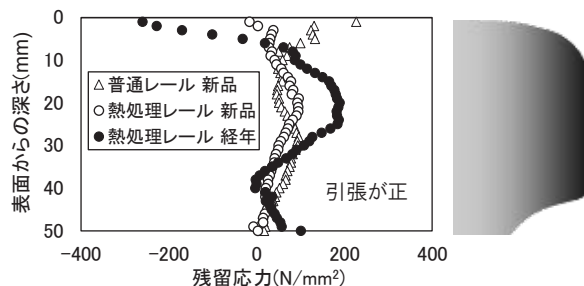 表面からの深さ(mm)
0
10
20
30
40
50
△ 普通レール 新品
○ 熱処理レール 新品
● 熱処理レール 経年
引張が正
−400 −200 0 200 400
残留応力(N/mm²)